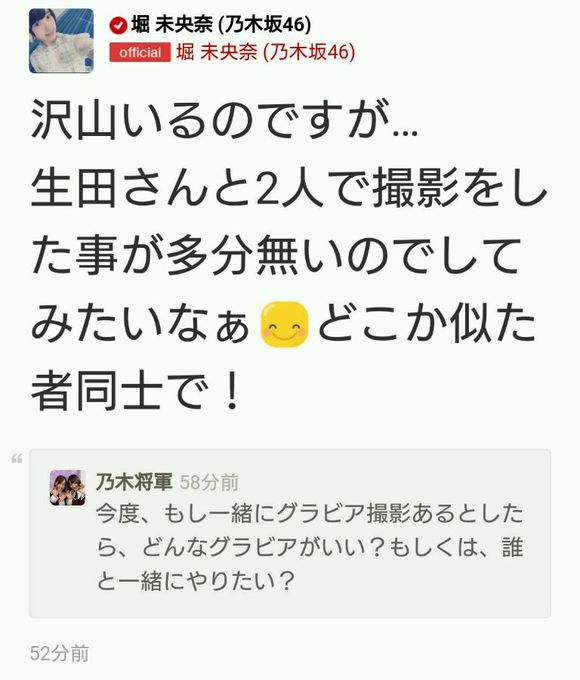 堀 未央奈 (乃木坂46)
official 堀 未央奈 (乃木坂46)
沢山いるのですが...
生田さんと2人で撮影をし
た事が多分無いのでして
みたいなぁ😊どこか似た
者同士で！
“
乃木将軍 58分前
今度、もし一緒にグラビア撮影あるとした
ら、どんなグラビアがいい？もしくは、誰
と一緒にやりたい？
52分前